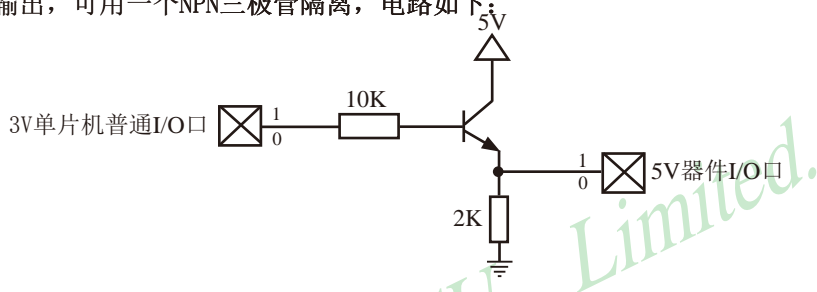 输出，可用一个NPN三极管隔离，电路如下：
5V
10K
3V单片机普通I/O口
1
0
1
0
5V器件I/O口
2K
Limited.